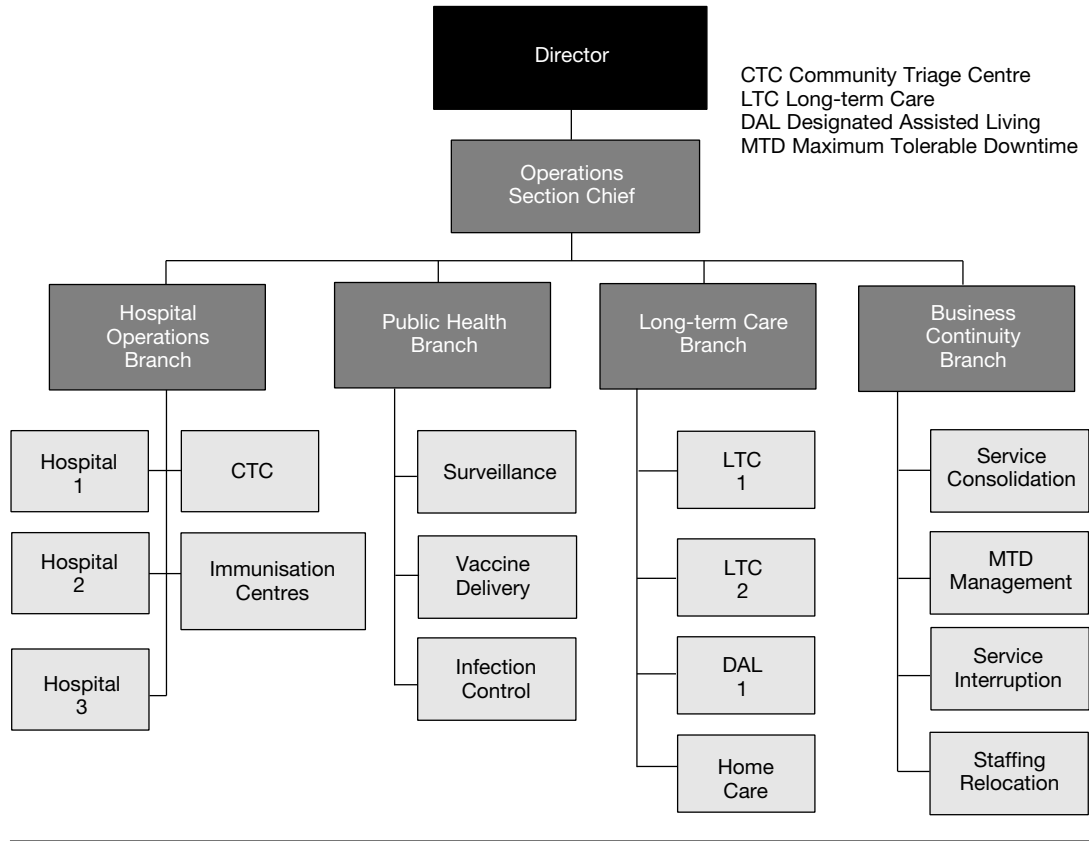 Director
CTC Community Triage Centre
LTC Long-term Care
DAL Designated Assisted Living
MTD Maximum Tolerable Downtime
Operations
Section Chief
Hospital
Operations
Branch
Public Health
Branch
Long-term Care
Branch
Business
Continuity
Branch
Hospital
1
CTC
Hospital
2
Immunisation
Centres
Hospital
3
Surveillance
Vaccine
Delivery
Infection
Control
LTC
1
LTC
2
DAL
1
Home
Care
Service
Consolidation
MTD
Management
Service
Interruption
Staffing
Relocation